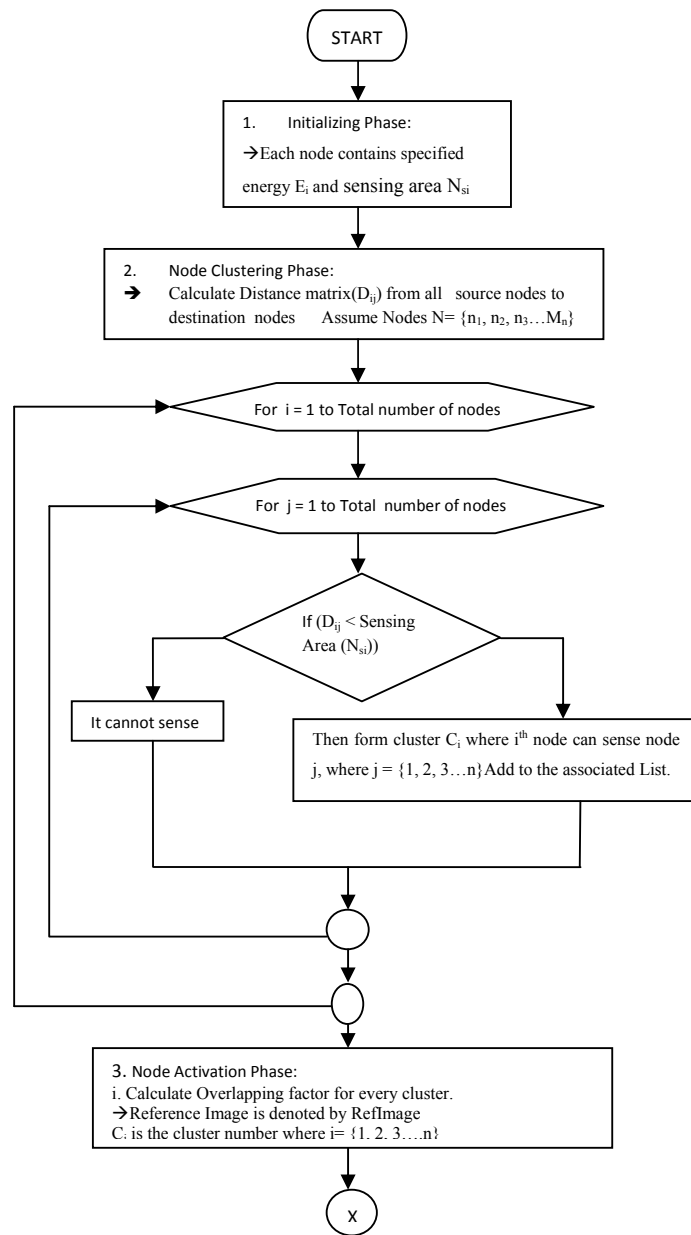 START
1. Initializing Phase:
→Each node contains specified
energy Ei and sensing area Nsi
2. Node Clustering Phase:
➔ Calculate Distance matrix(Dij) from all source nodes to
destination nodes Assume Nodes N= {n1, n2, n3…Mn}
For i = 1 to Total number of nodes
For j = 1 to Total number of nodes
If (Dij < Sensing
Area (Nsi))
It cannot sense
Then form cluster Ci where ith node can sense node
j, where j = {1, 2, 3…n}Add to the associated List.
3. Node Activation Phase:
i. Calculate Overlapping factor for every cluster.
→Reference Image is denoted by RefImage
Ci is the cluster number where i= {1, 2, 3….n}
X